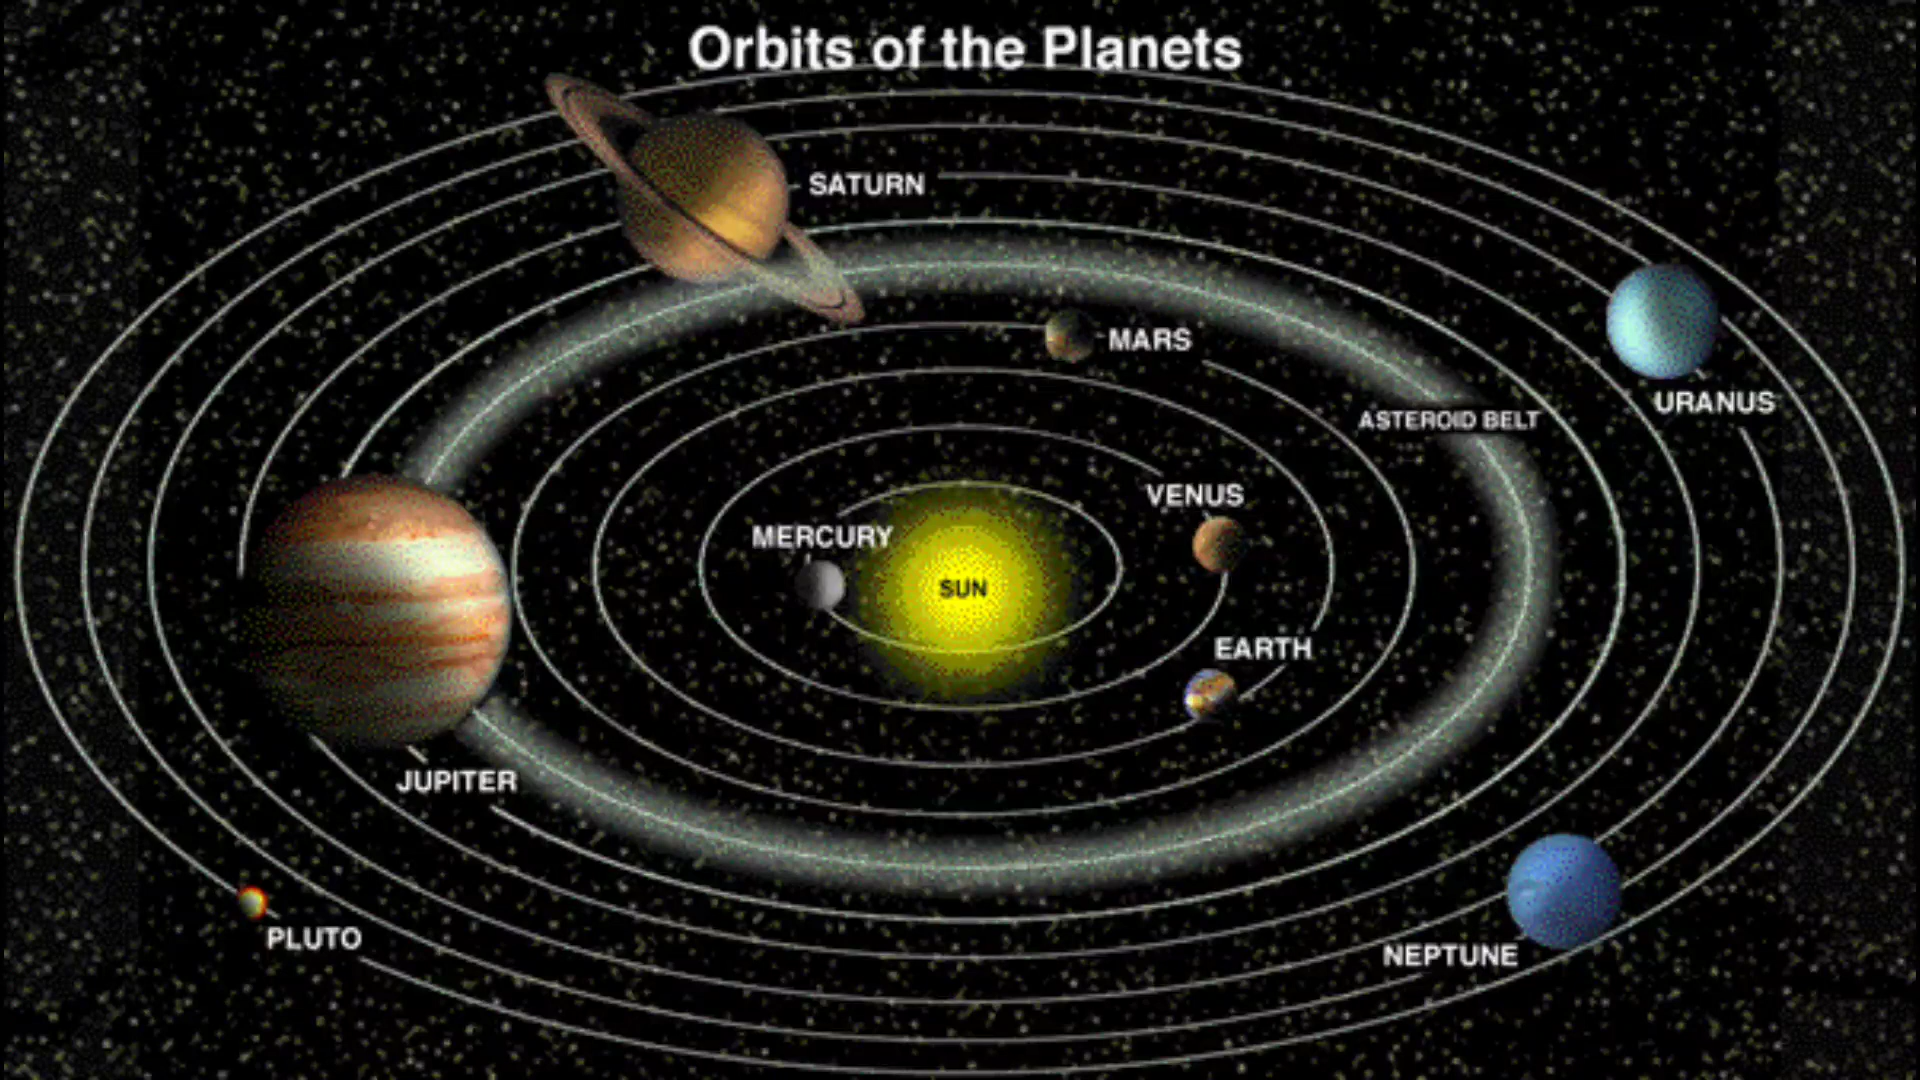 Orbits of the Planets
SATURN
MARS
URANUS
ASTEROID BELT
VENUS
MERCURY
SUN
EARTH
JUPITER
PLUTO
NEPTUNE